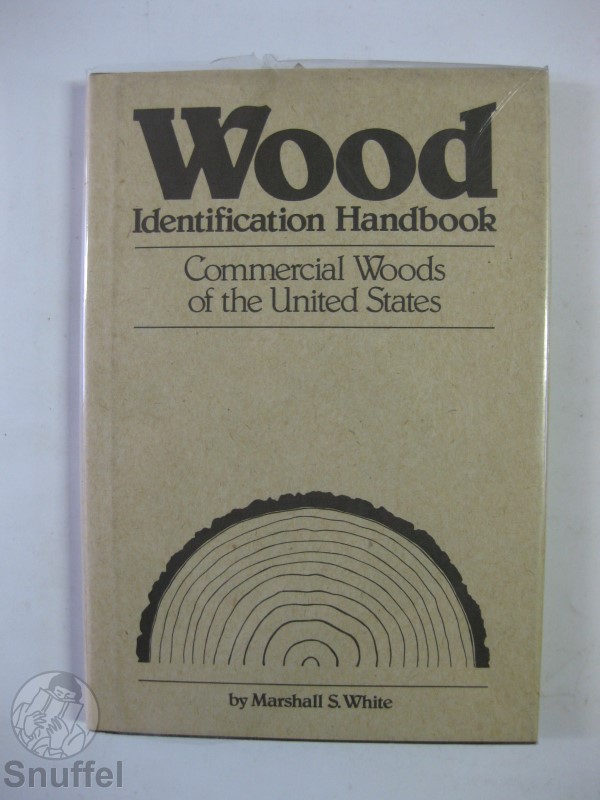 Wood
Identification Handbook
Commercial Woods
of the United States
by Marshall S. White
Snuffel